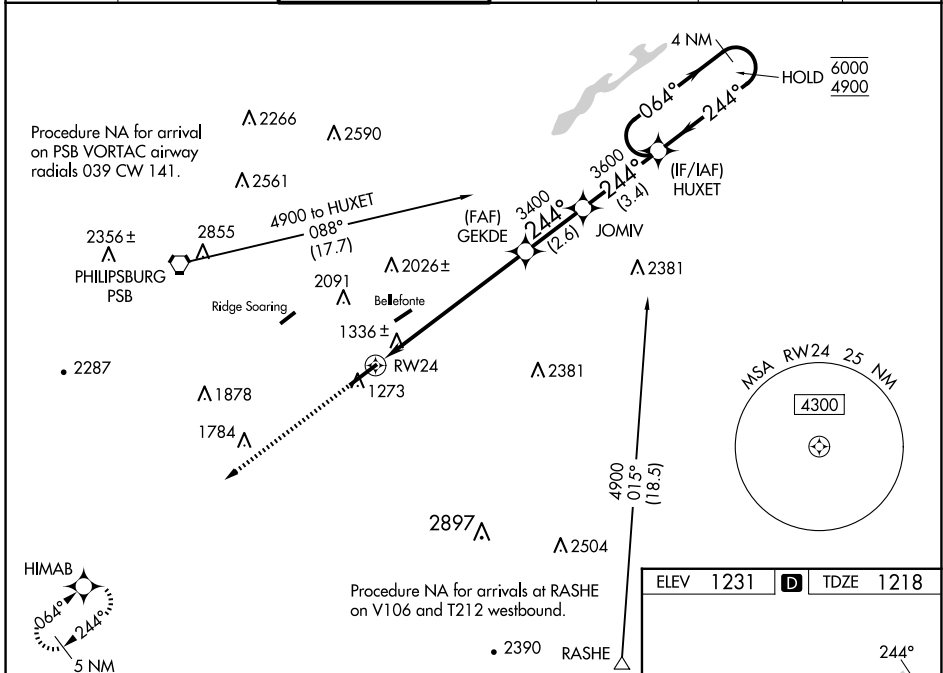 4 NM
HOLD 6000
4900
064°
244°
Procedure NA for arrival
on PSB VORTAC airway
radials 039 CW 141.
2266
2590
2561
3600
244°
(3.4)
(IF/IAF)
HUXET
4900 to HUXET
088°
(17.7)
(FAF)
GEKDE
3400
244°
(2.6)
JOMIV
2356 ±
2855
PHILIPSBURG
PSB
2026 ±
2091
Ridge Soaring
Bellefonte
2381
1336 ±
RW24
2287
1273
2381
1878
1784
MSA RW24 25 NM
4300
4900
015°
(18.5)
2897
2504
HIMAB
064°
244°
5 NM
Procedure NA for arrivals at RASHE
on V106 and T212 westbound.
2390
RASHE
ELEV 1231 D TDZE 1218
244°